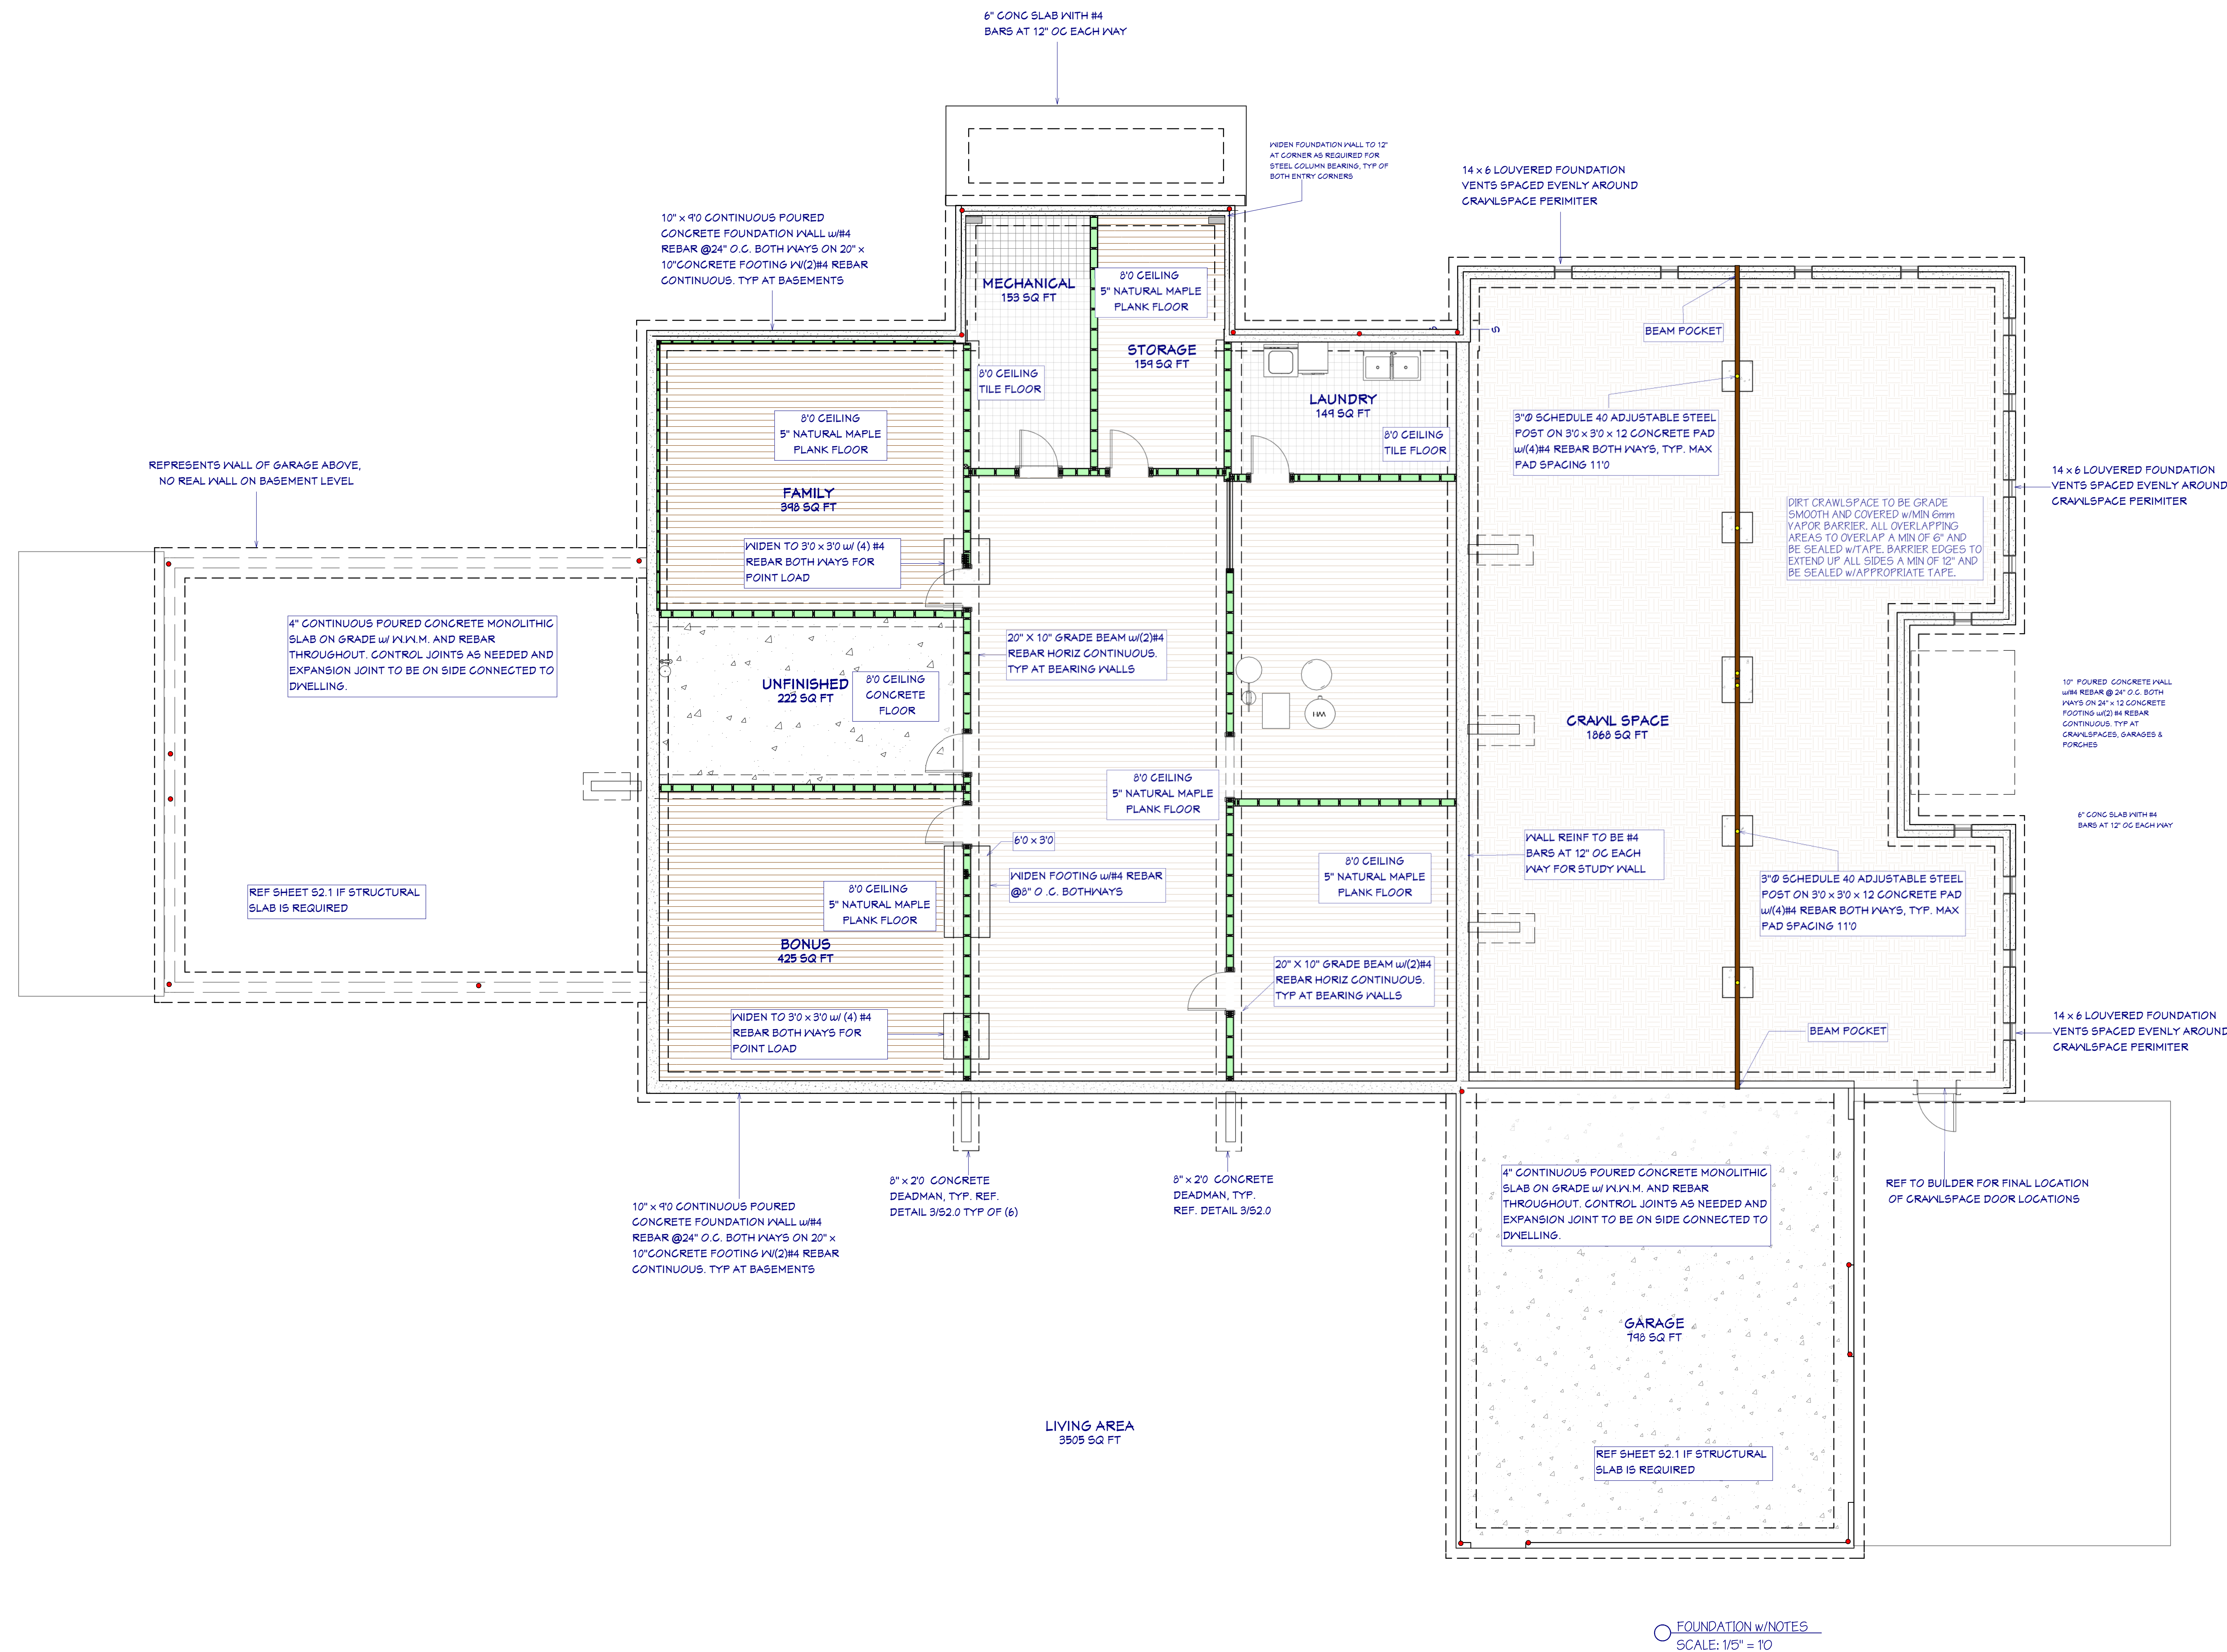 6" CONC SLAB WITH #4
BARS AT 12" OC EACH WAY
WIDEN FOUNDATION WALL TO 12"
AT CORNER AS REQUIRED FOR
STEEL COLUMN BEARING, TYP OF
BOTH ENTRY CORNERS
14 x 6 LOUVERED FOUNDATION
VENTS SPACED EVENLY AROUND
CRAWLSPACE PERIMITER
10" x 9'0 CONTINUOUS POURED
CONCRETE FOUNDATION WALL w/#4
REBAR @24" O.C. BOTH WAYS ON 20" x
10"CONCRETE FOOTING W/(2)#4 REBAR
CONTINUOUS. TYP AT BASEMENTS
MECHANICAL
153 SQ FT
8'0 CEILING
5" NATURAL MAPLE
PLANK FLOOR
STORAGE
159 SQ FT
8'0 CEILING
TILE FLOOR
LAUNDRY
149 SQ FT
8'0 CEILING
TILE FLOOR
S
BEAM POCKET
8'0 CEILING
5" NATURAL MAPLE
PLANK FLOOR
FAMILY
398 SQ FT
3"Ø SCHEDULE 40 ADJUSTABLE STEEL
POST ON 3'0 x 3'0 x 12 CONCRETE PAD
w/(4)#4 REBAR BOTH WAYS, TYP. MAX
PAD SPACING 11'0
REPRESENTS WALL OF GARAGE ABOVE,
NO REAL WALL ON BASEMENT LEVEL
14 x 6 LOUVERED FOUNDATION
VENTS SPACED EVENLY AROUND
CRAWLSPACE PERIMITER
DIRT CRAWLSPACE TO BE GRADE
SMOOTH AND COVERED w/MIN 6mm
VAPOR BARRIER. ALL OVERLAPPING
AREAS TO OVERLAP A MIN OF 6" AND
BE SEALED w/TAPE. BARRIER EDGES TO
EXTEND UP ALL SIDES A MIN OF 12" AND
BE SEALED w/APPROPRIATE TAPE.
WIDEN TO 3'0 x 3'0 w/ (4) #4
REBAR BOTH WAYS FOR
POINT LOAD
4" CONTINUOUS POURED CONCRETE MONOLITHIC
SLAB ON GRADE w/ W.W.M. AND REBAR
THROUGHOUT. CONTROL JOINTS AS NEEDED AND
EXPANSION JOINT TO BE ON SIDE CONNECTED TO
DWELLING.
20" X 10" GRADE BEAM w/(2)#4
REBAR HORIZ CONTINUOUS.
TYP AT BEARING WALLS
UNFINISHED
222 SQ FT
8'0 CEILING
CONCRETE
FLOOR
WH
CRAWL SPACE
1868 SQ FT
10" POURED CONCRETE WALL
w/#4 REBAR @ 24" O.C. BOTH
WAYS ON 24" x 12 CONCRETE
FOOTING w/(2) #4 REBAR
CONTINUOUS. TYP AT
CRAWLSPACES, GARAGES &
PORCHES
8'0 CEILING
5" NATURAL MAPLE
PLANK FLOOR
6" CONC SLAB WITH #4
BARS AT 12" OC EACH WAY
6'0 x 3'0
WALL REINF TO BE #4
BARS AT 12" OC EACH
WAY FOR STUDY WALL
WIDEN FOOTING w/#4 REBAR
@8" O .C. BOTHWAYS
8'0 CEILING
5" NATURAL MAPLE
PLANK FLOOR
3"Ø SCHEDULE 40 ADJUSTABLE STEEL
POST ON 3'0 x 3'0 x 12 CONCRETE PAD
w/(4)#4 REBAR BOTH WAYS, TYP. MAX
PAD SPACING 11'0
REF SHEET S2.1 IF STRUCTURAL
SLAB IS REQUIRED
8'0 CEILING
5" NATURAL MAPLE
PLANK FLOOR
BONUS
425 SQ FT
20" X 10" GRADE BEAM w/(2)#4
REBAR HORIZ CONTINUOUS.
TYP AT BEARING WALLS
WIDEN TO 3'0 x 3'0 w/ (4) #4
REBAR BOTH WAYS FOR
POINT LOAD
BEAM POCKET
14 x 6 LOUVERED FOUNDATION
VENTS SPACED EVENLY AROUND
CRAWLSPACE PERIMITER
10" x 9'0 CONTINUOUS POURED
CONCRETE FOUNDATION WALL w/#4
REBAR @24" O.C. BOTH WAYS ON 20" x
10"CONCRETE FOOTING W/(2)#4 REBAR
CONTINUOUS. TYP AT BASEMENTS
8" x 2'0 CONCRETE
DEADMAN, TYP. REF.
DETAIL 3/S2.0 TYP OF (6)
8" x 2'0 CONCRETE
DEADMAN, TYP.
REF. DETAIL 3/S2.0
4" CONTINUOUS POURED CONCRETE MONOLITHIC
SLAB ON GRADE w/ W.W.M. AND REBAR
THROUGHOUT. CONTROL JOINTS AS NEEDED AND
EXPANSION JOINT TO BE ON SIDE CONNECTED TO
DWELLING.
REF TO BUILDER FOR FINAL LOCATION
OF CRAWLSPACE DOOR LOCATIONS
GARAGE
798 SQ FT
LIVING AREA
3505 SQ FT
REF SHEET S2.1 IF STRUCTURAL
SLAB IS REQUIRED
FOUNDATION w/NOTES
SCALE: 1/5" = 1'0